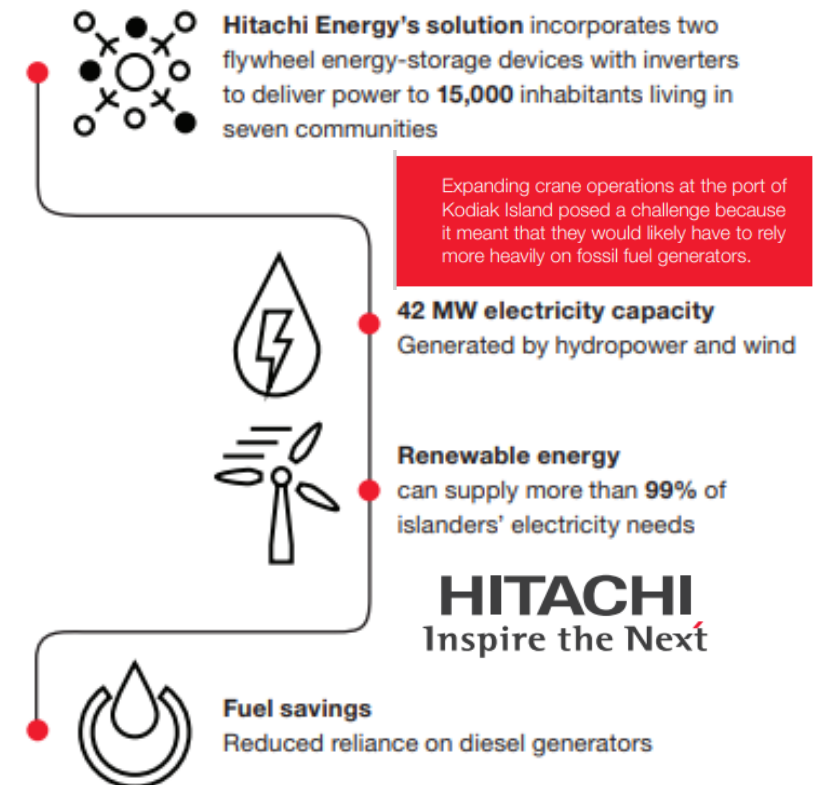 Hitachi Energy’s solution incorporates two
flywheel energy-storage devices with inverters
to deliver power to 15,000 inhabitants living in
seven communities
Expanding crane operations at the port of
Kodiak Island posed a challenge because
it meant that they would likely have to rely
more heavily on fossil fuel generators.
42 MW electricity capacity
Generated by hydropower and wind
Renewable energy
can supply more than 99% of
islanders’ electricity needs
HITACHI
Inspire the Next
Fuel savings
Reduced reliance on diesel generators